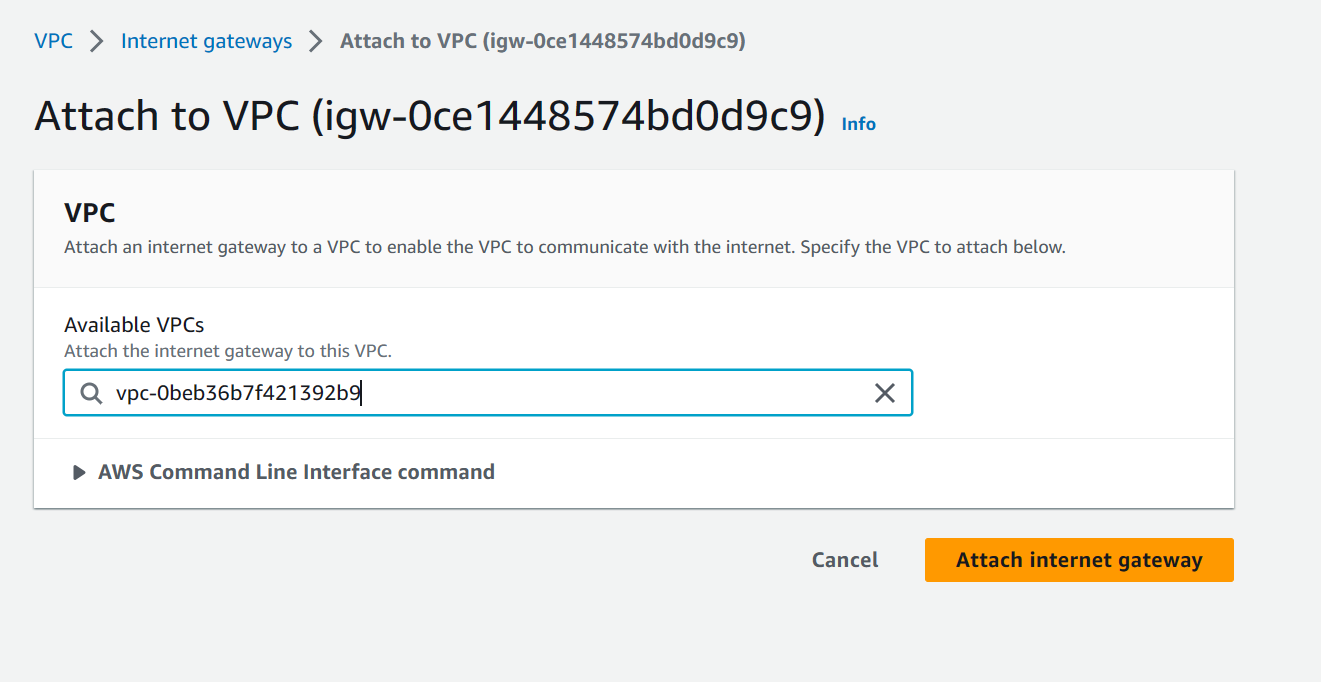 VPC > Internet gateways > Attach to VPC (igw-0ce1448574bd0d9c9)
Attach to VPC (igw-0ce1448574bd0d9c9) Info
VPC
Attach an internet gateway to a VPC to enable the VPC to communicate with the internet. Specify the VPC to attach below.
Available VPCs
Attach the internet gateway to this VPC.
vpc-0beb36b7f421392b9
AWS Command Line Interface command
Cancel Attach internet gateway